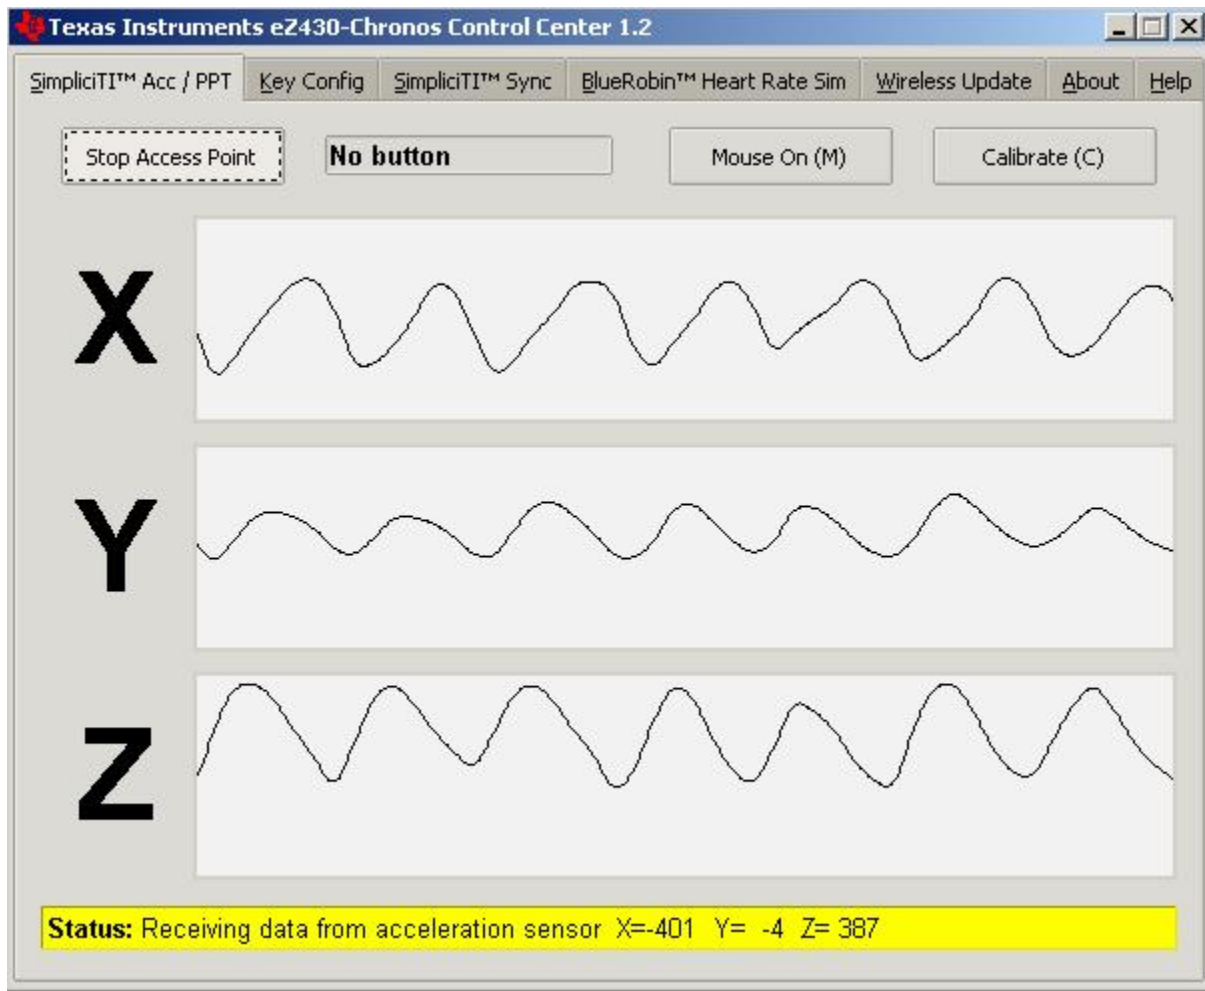 Texas Instruments eZ430-Chronos Control Center 1.2
SimpliciTI™ Acc / PPT Key Config SimpliciTI™ Sync BlueRobin™ Heart Rate Sim Wireless Update About Help
Stop Access Point No button Mouse On (M) Calibrate (C)
X
Y
Z
Status: Receiving data from acceleration sensor X=-401 Y= -4 Z= 387